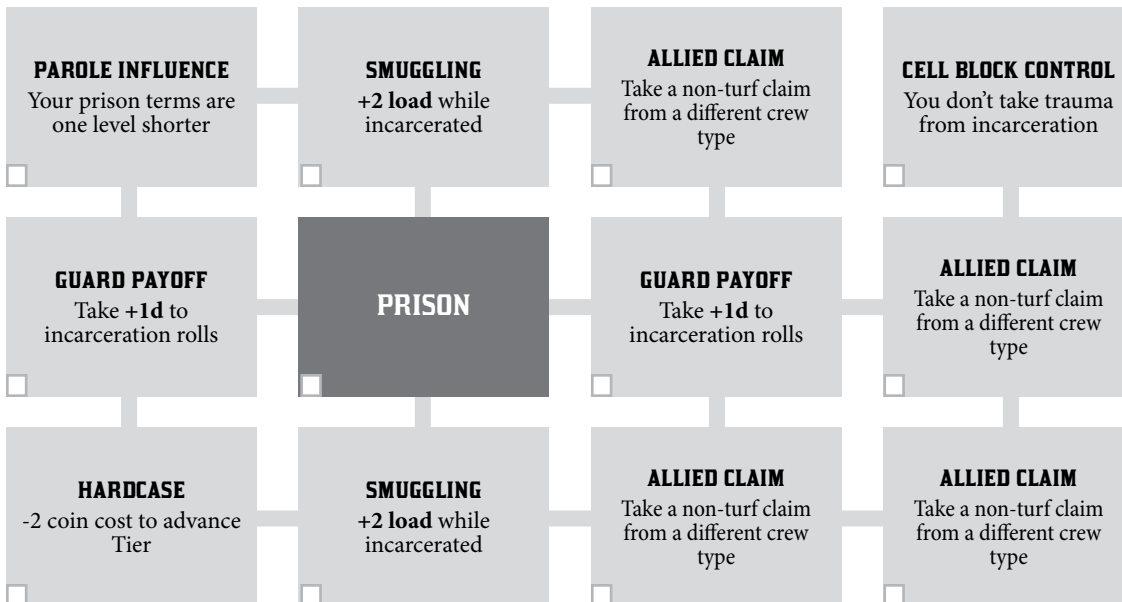 PAROLE INFLUENCE
Your prison terms are
one level shorter
SMUGGLING
+2 load while
incarcerated
ALLIED CLAIM
Take a non-turf claim
from a different crew
type
CELL BLOCK CONTROL
You don't take trauma
from incarceration
GUARD PAYOFF
Take +1d to
incarceration rolls
PRISON
GUARD PAYOFF
Take +1d to
incarceration rolls
ALLIED CLAIM
Take a non-turf claim
from a different crew
type
HARDCASE
-2 coin cost to advance
Tier
SMUGGLING
+2 load while
incarcerated
ALLIED CLAIM
Take a non-turf claim
from a different crew
type
ALLIED CLAIM
Take a non-turf claim
from a different crew
type